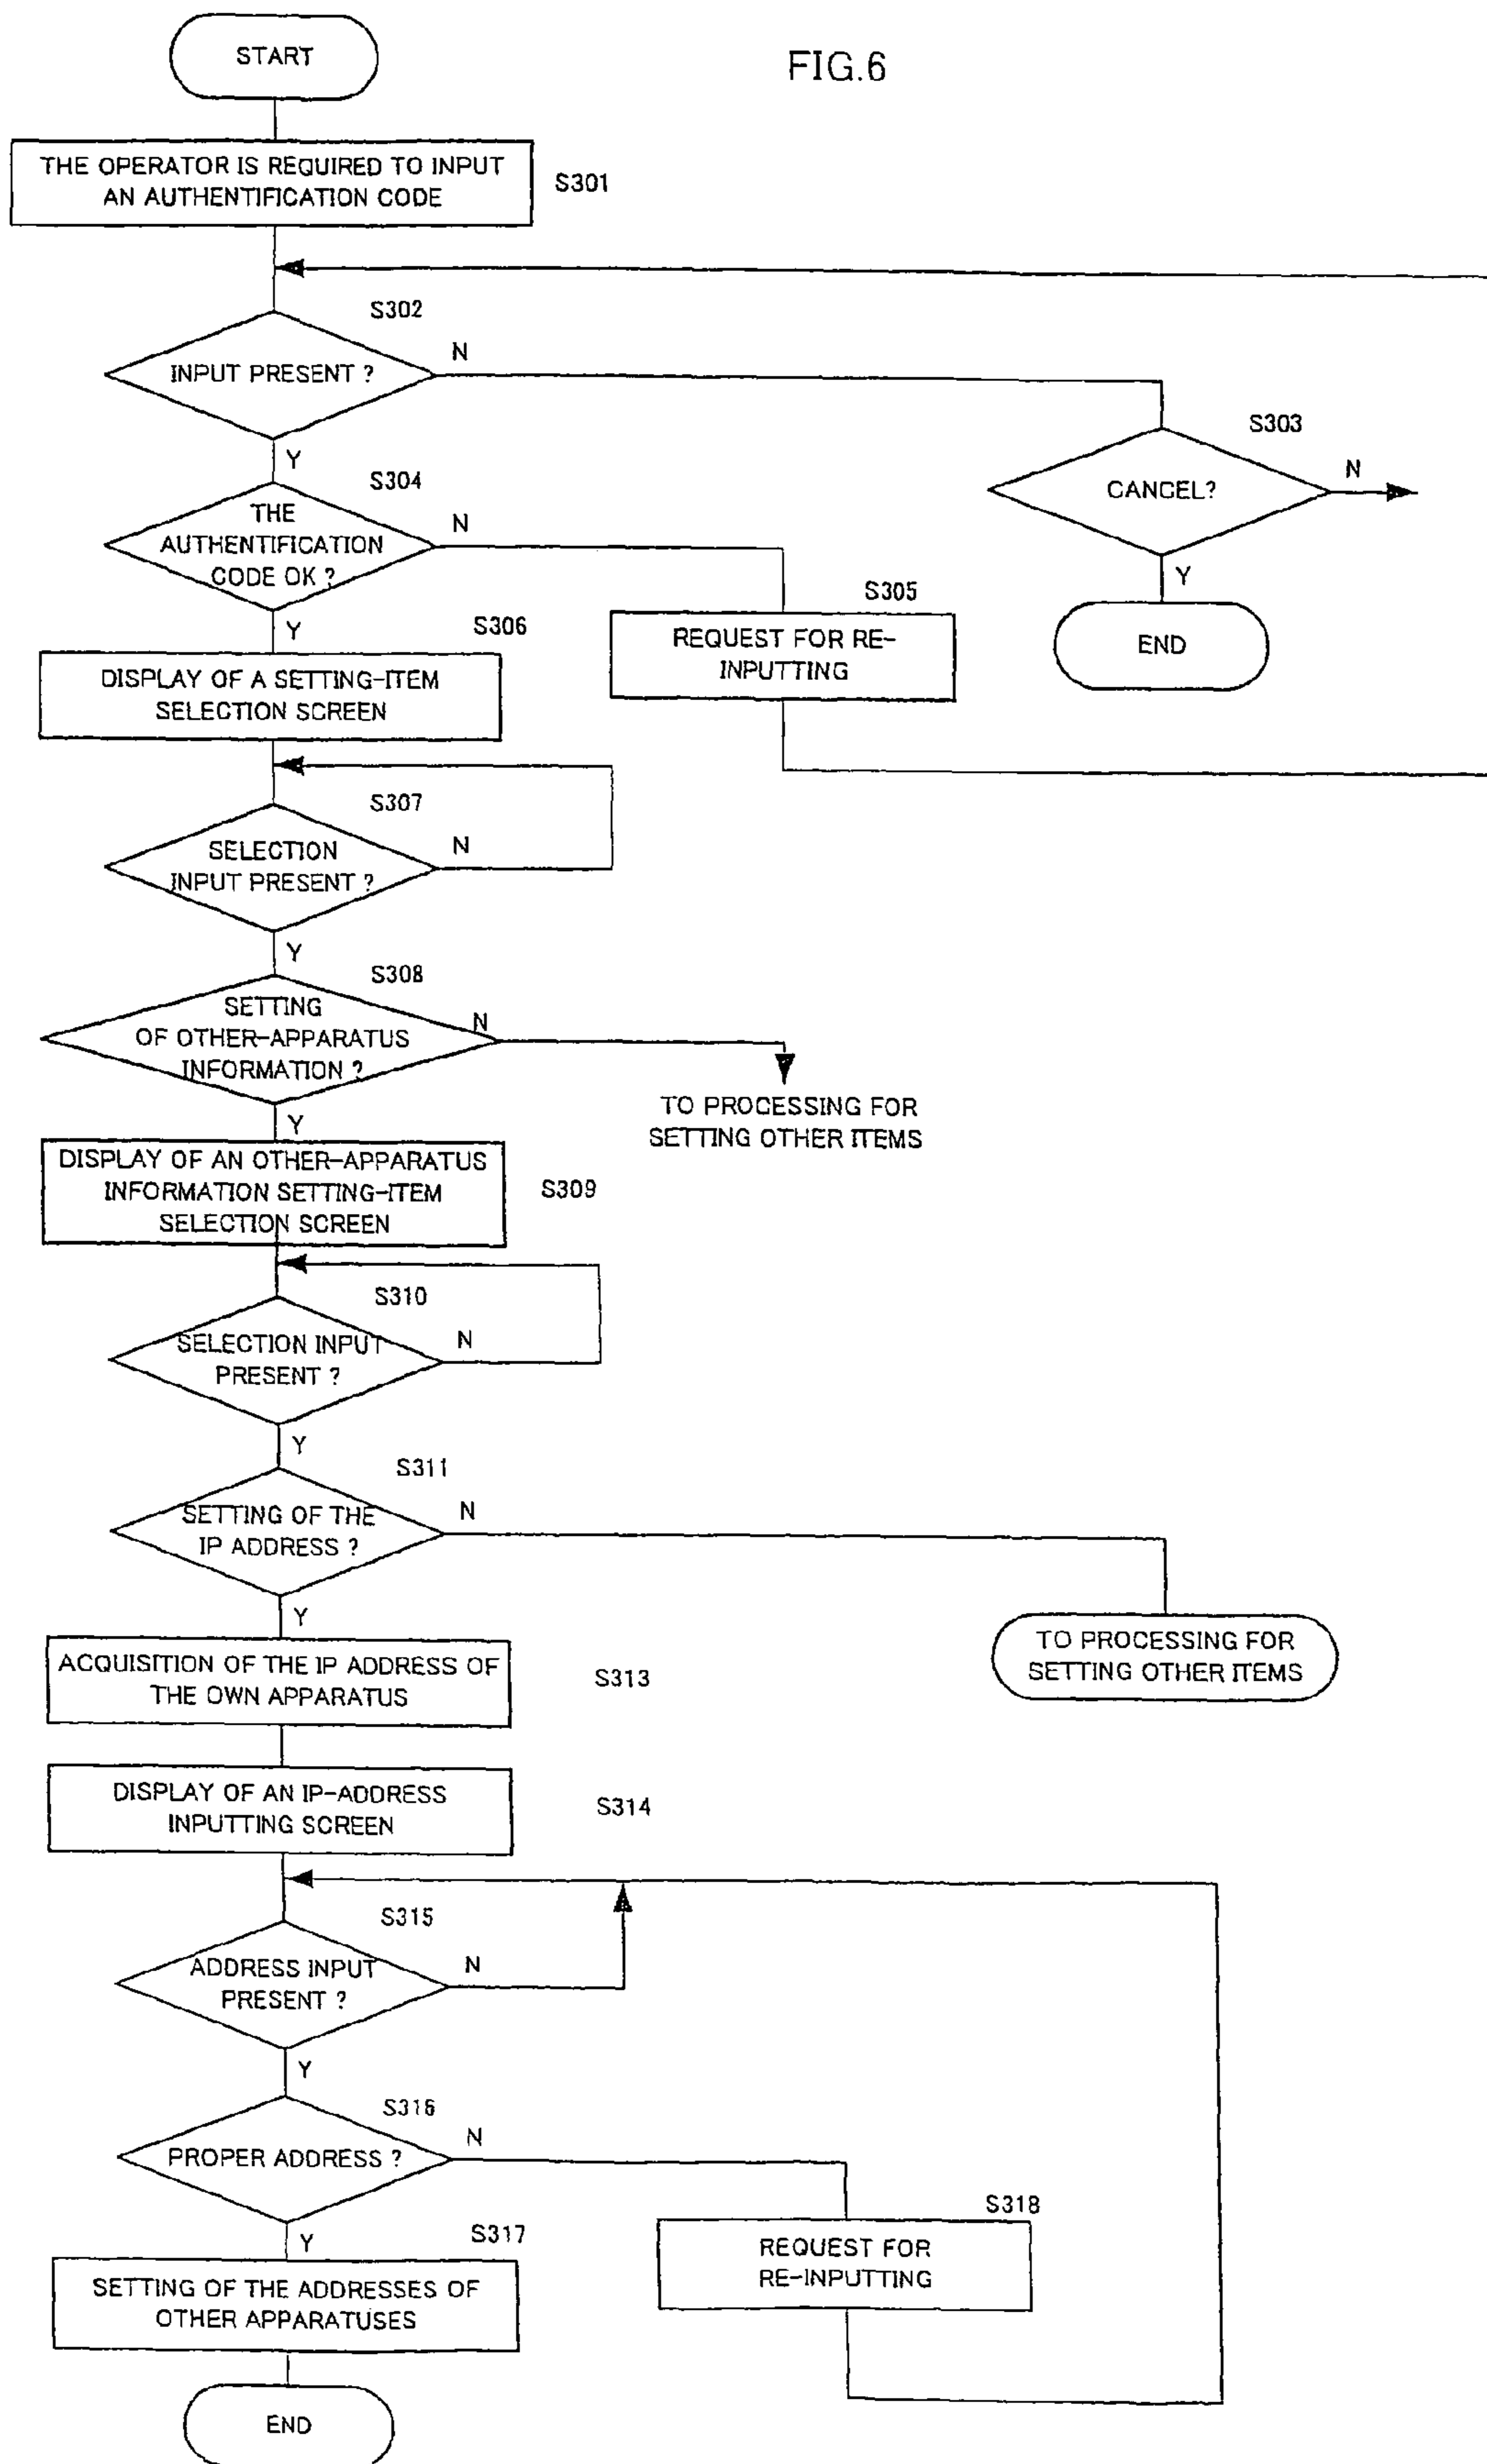 FIG.6
START
THE OPERATOR IS REQUIRED TO INPUT
AN AUTHENTIFICATION CODE
S301
S302
INPUT PRESENT ?
N
Y
S303
CANCEL?
N
Y
END
S304
THE
AUTHENTIFICATION
CODE OK ?
N
Y
S305
REQUEST FOR RE-
INPUTTING
S306
DISPLAY OF A SETTING-ITEM
SELECTION SCREEN
S307
SELECTION
INPUT PRESENT ?
N
Y
S308
SETTING
OF OTHER-APPARATUS
INFORMATION ?
N
Y
TO PROCESSING FOR
SETTING OTHER ITEMS
DISPLAY OF AN OTHER-APPARATUS
INFORMATION SETTING-ITEM
SELECTION SCREEN
S309
S310
SELECTION INPUT
PRESENT ?
N
Y
S311
SETTING OF THE
IP ADDRESS ?
N
Y
TO PROCESSING FOR
SETTING OTHER ITEMS
ACQUISITION OF THE IP ADDRESS OF
THE OWN APPARATUS
S313
DISPLAY OF AN IP-ADDRESS
INPUTTING SCREEN
S314
S315
ADDRESS INPUT
PRESENT ?
N
Y
S316
PROPER ADDRESS ?
N
Y
S318
REQUEST FOR
RE-INPUTTING
S317
SETTING OF THE ADDRESSES OF
OTHER APPARATUSES
END